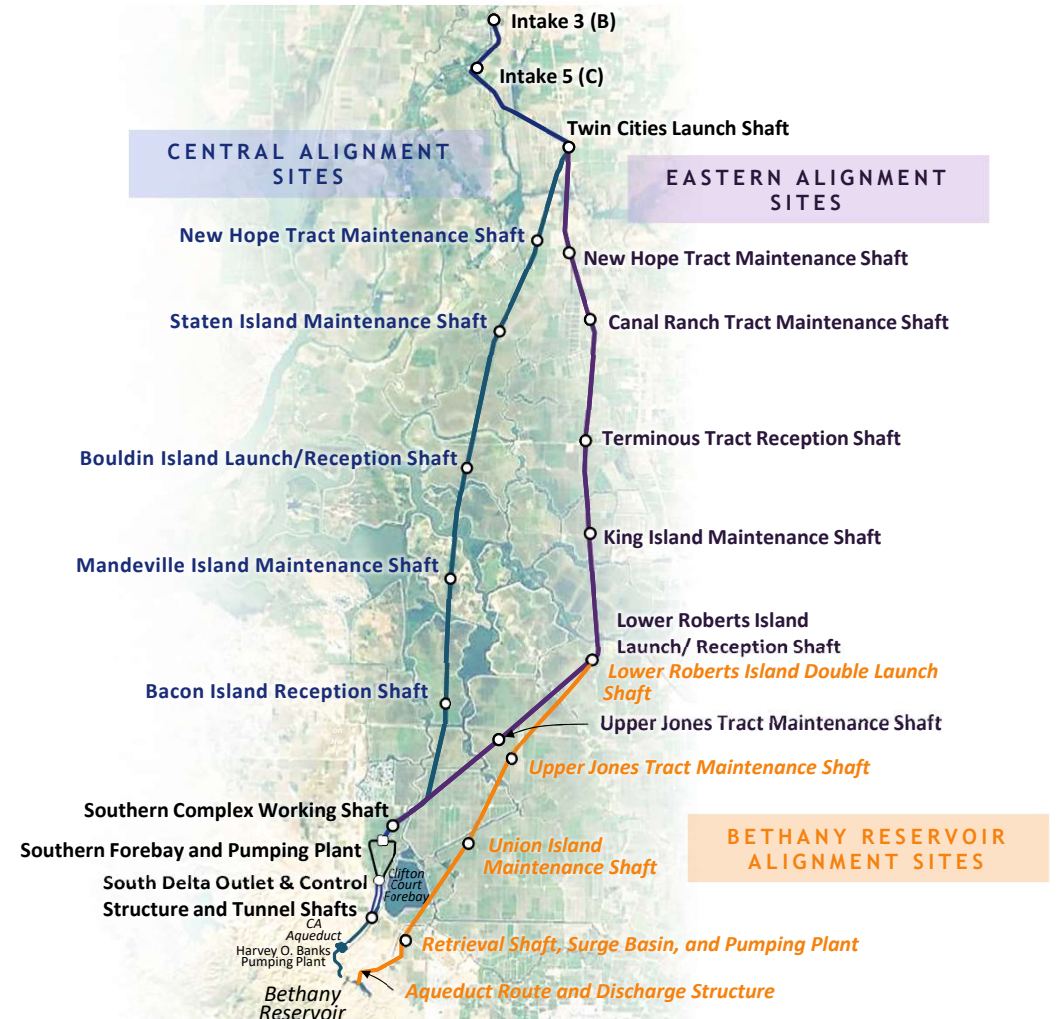 Intake 3 (B)
Intake 5 (C)
Twin Cities Launch Shaft
CENTRAL ALIGNMENT
SITES
EASTERN ALIGNMENT
SITES
New Hope Tract Maintenance Shaft
New Hope Tract Maintenance Shaft
Staten Island Maintenance Shaft
Canal Ranch Tract Maintenance Shaft
Terminous Tract Reception Shaft
Bouldin Island Launch/Reception Shaft
King Island Maintenance Shaft
Mandeville Island Maintenance Shaft
Lower Roberts Island
Launch/ Reception Shaft
Lower Roberts Island Double Launch
Shaft
Bacon Island Reception Shaft
Upper Jones Tract Maintenance Shaft
Upper Jones Tract Maintenance Shaft
Southern Complex Working Shaft
BETHANY RESERVOIR
ALIGNMENT SITES
Union Island
Maintenance Shaft
Southern Forebay and Pumping Plant
Clifton
Court
Forebay
South Delta Outlet & Control
Structure and Tunnel Shafts
CA
Aqueduct
Harvey O. Banks
Pumping Plant
Retrieval Shaft, Surge Basin, and Pumping Plant
Aqueduct Route and Discharge Structure
Bethany
Reservoir